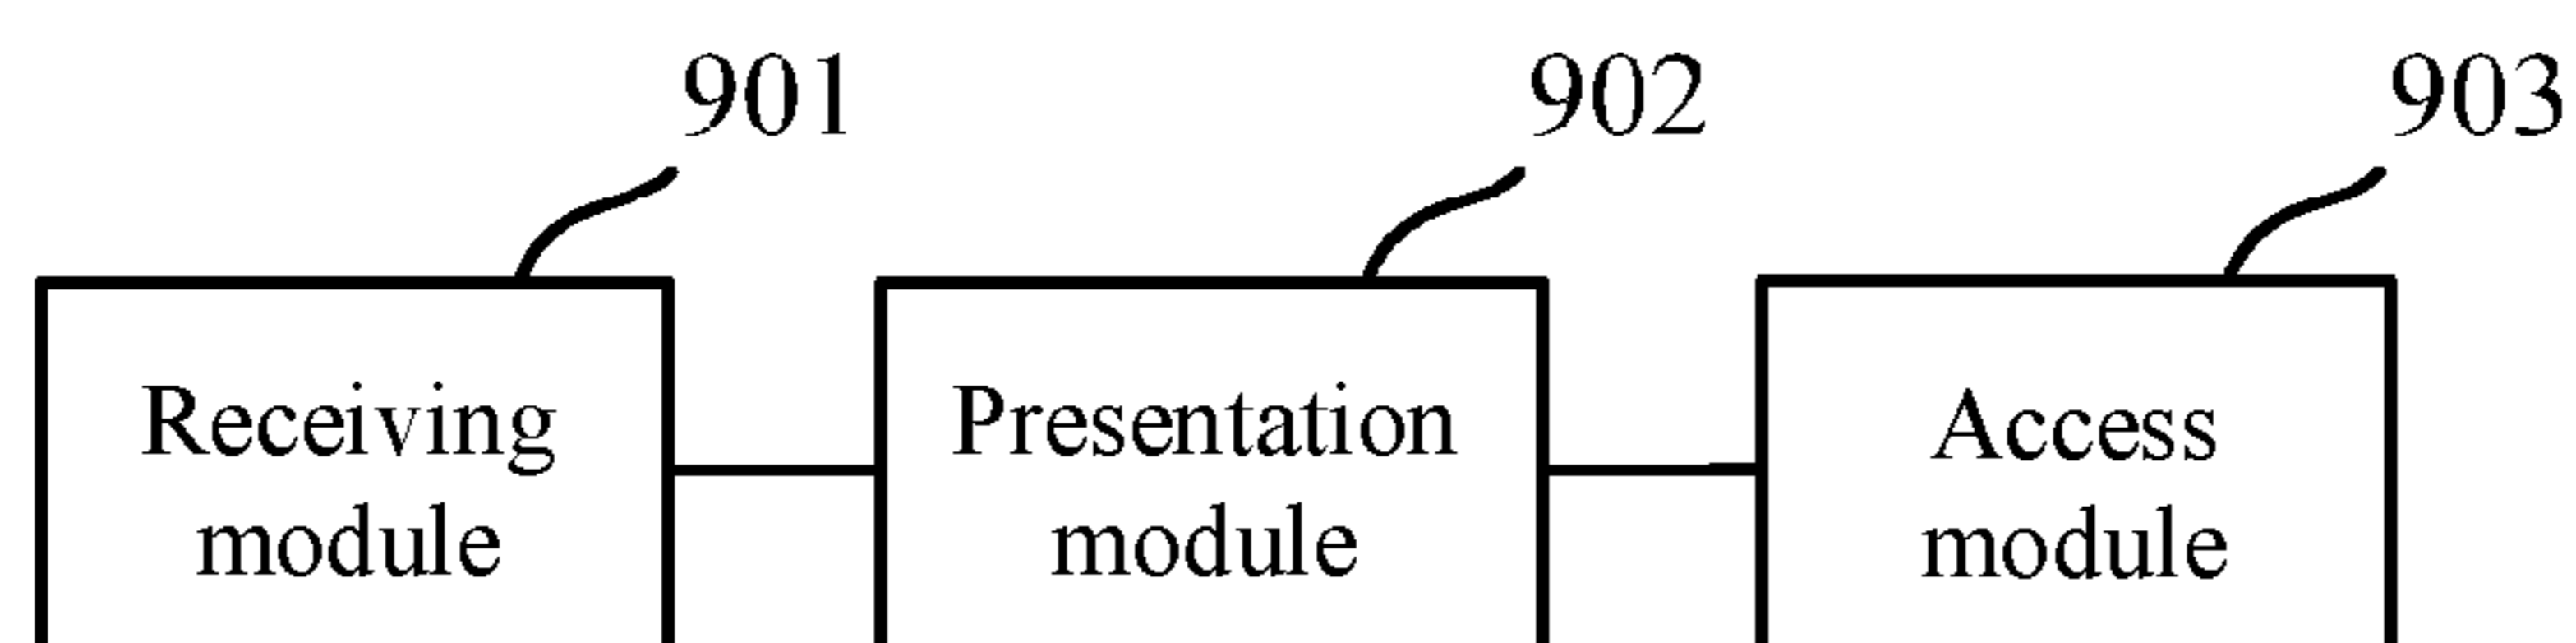 901
902
903
Receiving
module
Presentation
module
Access
module